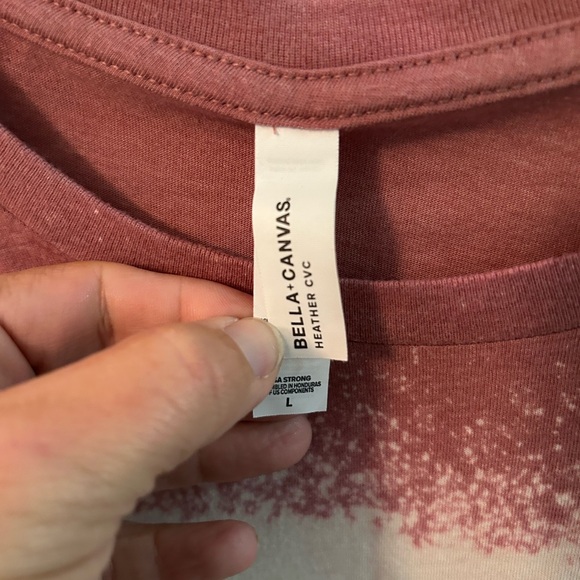 BELLA+CANVAS.
HEATHER CVC
STRONG
IN HONDURAS
US COMPONENTS
L